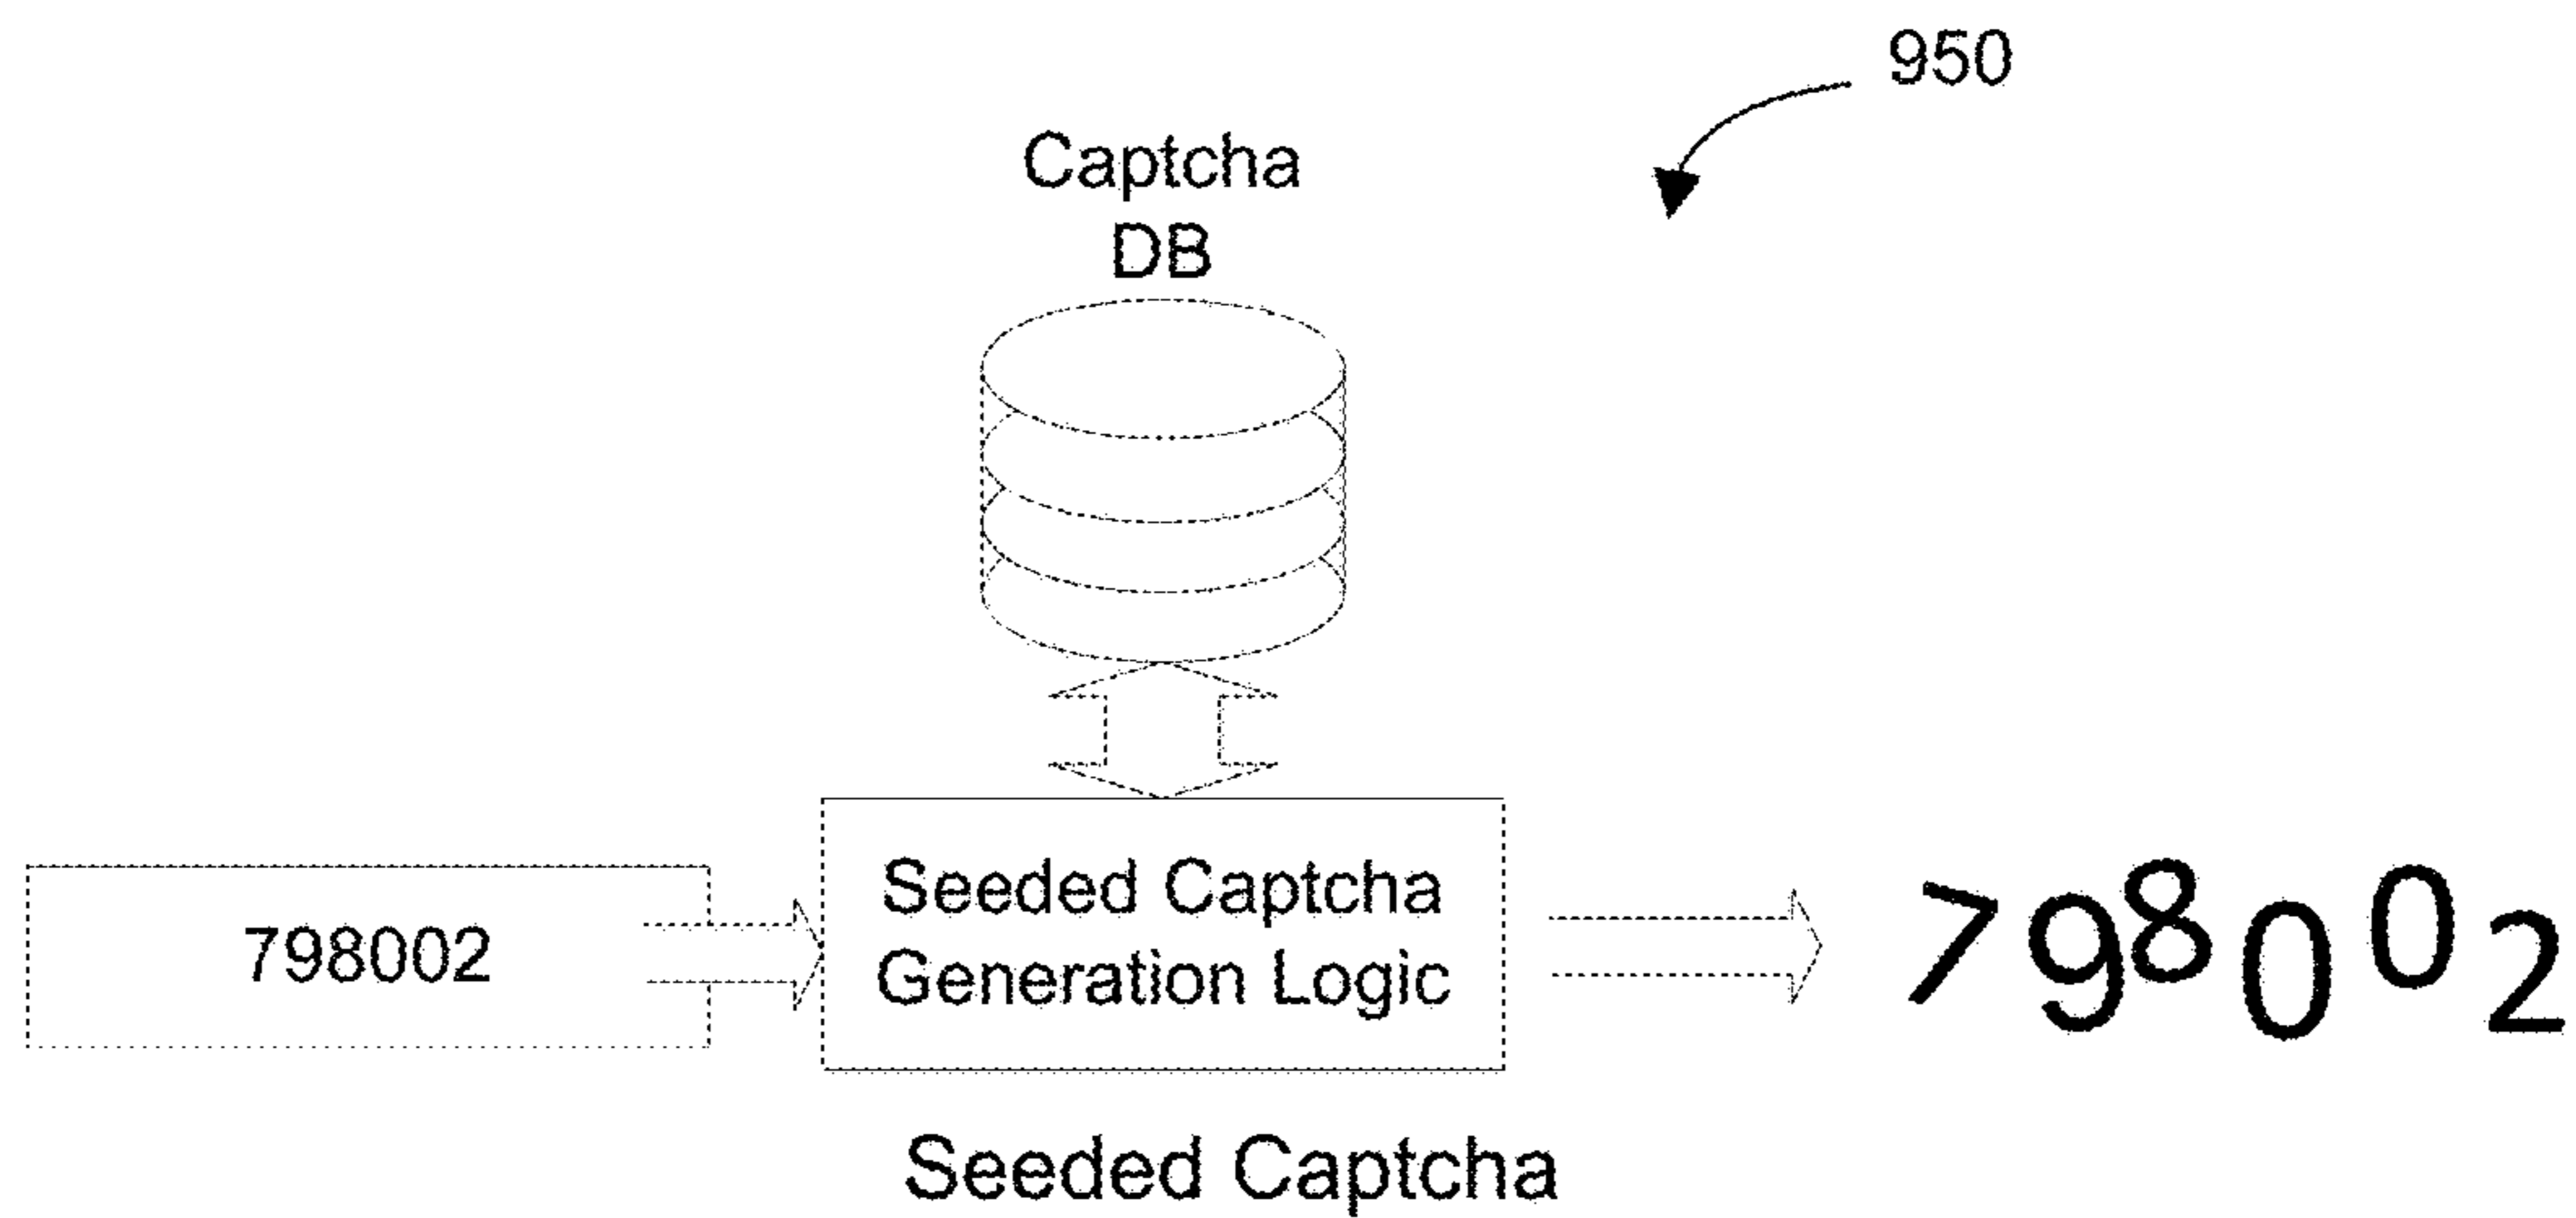 950
Captcha
DB
798002
Seeded Captcha
Generation Logic
798002
Seeded Captcha